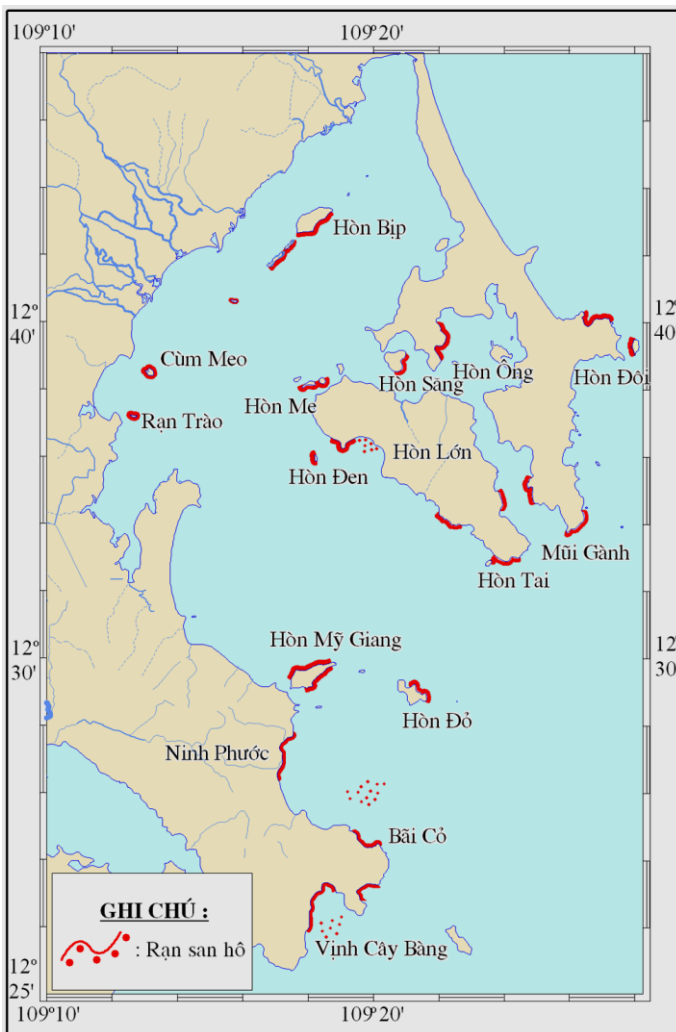 109°10' 109°20'
Hòn Bịp
12°
40'
12°
40'
Cùm Meo
Hòn Ông
Hòn Đôi
Hòn Săng
Hòn Me
Rạn Trào
Hòn Lớn
Hòn Đen
Mũi Gành
Hòn Tai
Hòn Mỹ Giang
12°
30'
12°
30'
Hòn Đỏ
Ninh Phước
Bãi Cỏ
GHI CHÚ :
: Rạn san hô
Vịnh Cây Bàng
12°
25'
109°10' 109°20'